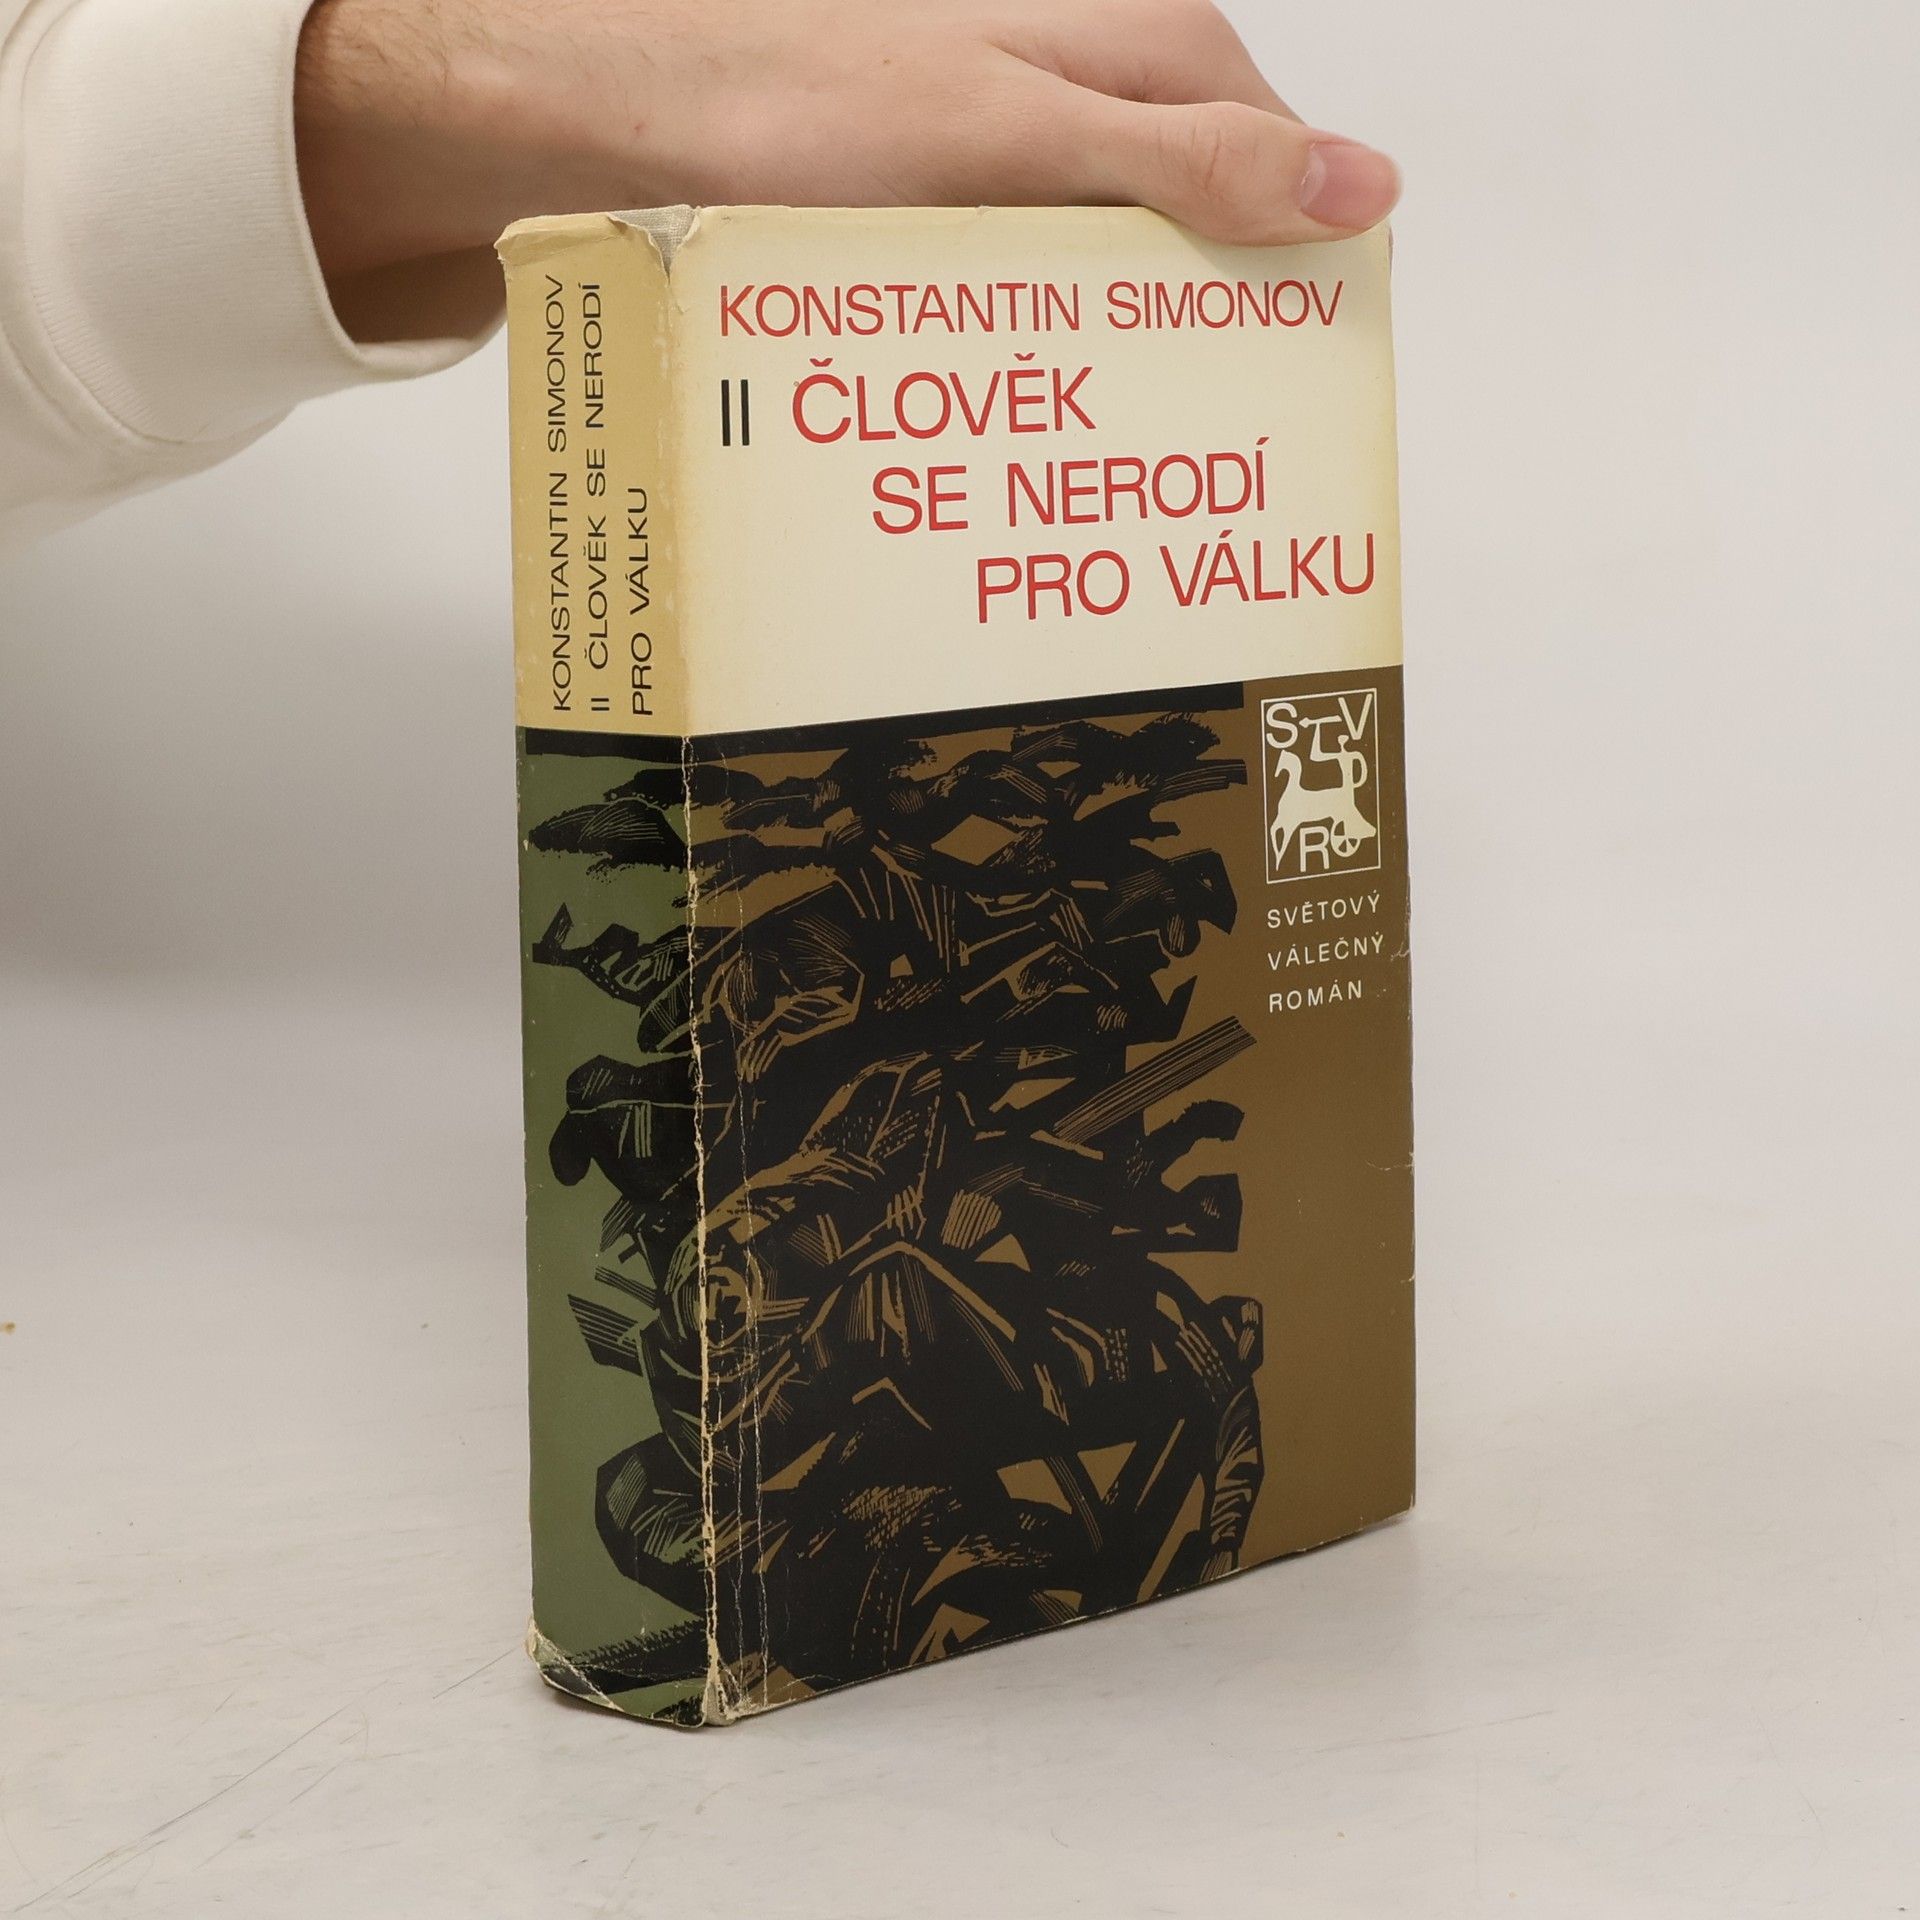 KONSTANTIN SIMONOV
II ČLOVĚK SE NERODÍ
PRO VÁLKU
KONSTANTIN SIMONOV
II ČLOVĚK
SE NERODÍ
PRO VÁLKU
S V
R
SVĚTOVÝ
VÁLEČNÝ
ROMÁN